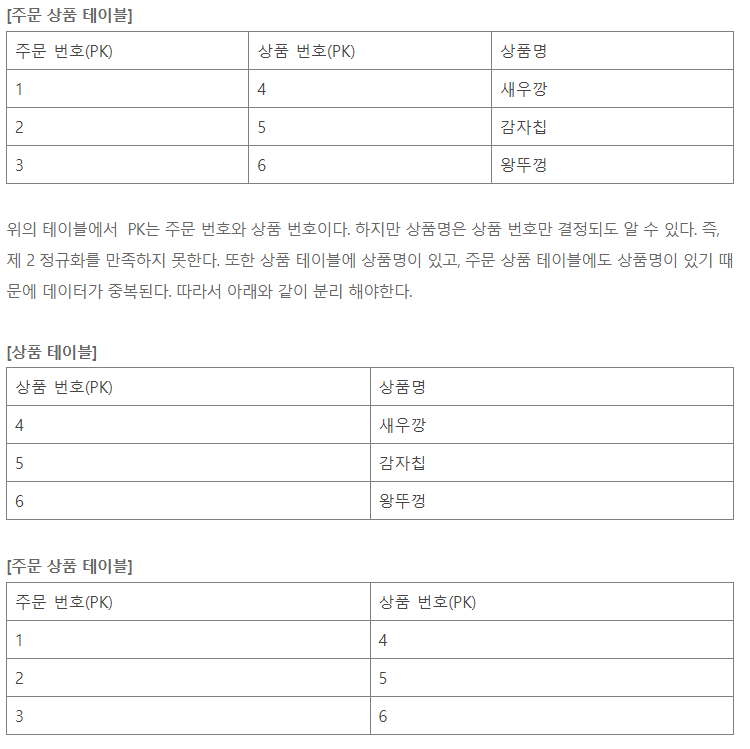 [주문 상품 테이블]
주문 번호(PK) 상품 번호(PK) 상품명
1 4 새우깡
2 5 감자칩
3 6 왕뚜껑
위의 테이블에서 PK는 주문 번호와 상품 번호이다. 하지만 상품명은 상품 번호만 결정되도 알 수 있다. 즉,
제 2 정규화를 만족하지 못한다. 또한 상품 테이블에 상품명이 있고, 주문 상품 테이블에도 상품명이 있기 때
문에 데이터가 중복된다. 따라서 아래와 같이 분리 해야한다.
[상품 테이블]
상품 번호(PK) 상품명
4 새우깡
5 감자칩
6 왕뚜껑
[주문 상품 테이블]
주문 번호(PK) 상품 번호(PK)
1 4
2 5
3 6